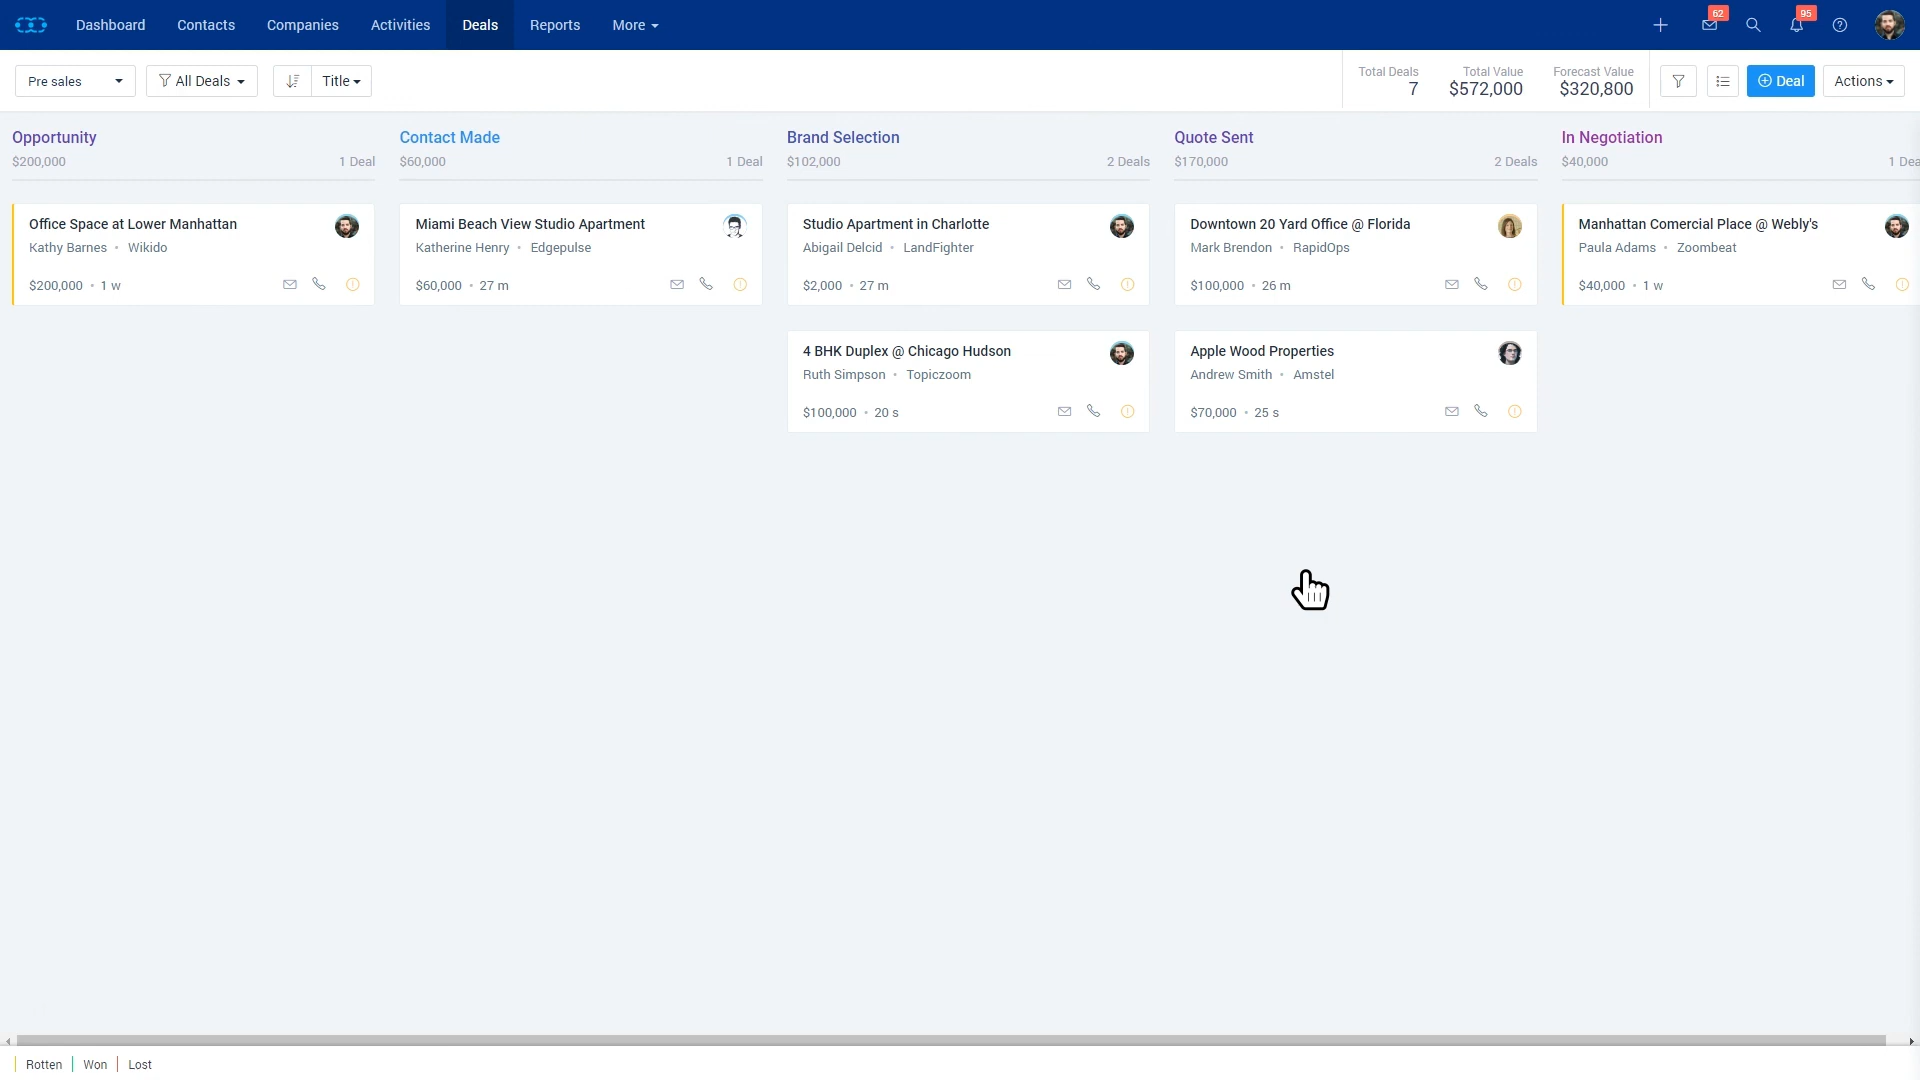 Dashboard Contacts Companies Activities Deals Reports More 62 95
Pre sales All Deals Title Total Deals 7 Total Value $572,000 Forecast Value $320,800 Deal Actions
Opportunity
$200,000 1 Deal
Office Space at Lower Manhattan
Kathy Barnes • Wikido
$200,000 • 1 w
Contact Made
$60,000 1 Deal
Miami Beach View Studio Apartment
Katherine Henry • Edgepulse
$60,000 • 27 m
Brand Selection
$102,000 2 Deals
Studio Apartment in Charlotte
Abigail Delcid • LandFighter
$2,000 • 27 m
4 BHK Duplex @ Chicago Hudson
Ruth Simpson • Topiczoom
$100,000 • 20 s
Quote Sent
$170,000 2 Deals
Downtown 20 Yard Office @ Florida
Mark Brendon • RapidOps
$100,000 • 26 m
Apple Wood Properties
Andrew Smith • Amstel
$70,000 • 25 s
In Negotiation
$40,000 1 Dea
Manhattan Comercial Place @ Webly's
Paula Adams • Zoombeat
$40,000 • 1 w
Rotten Won Lost